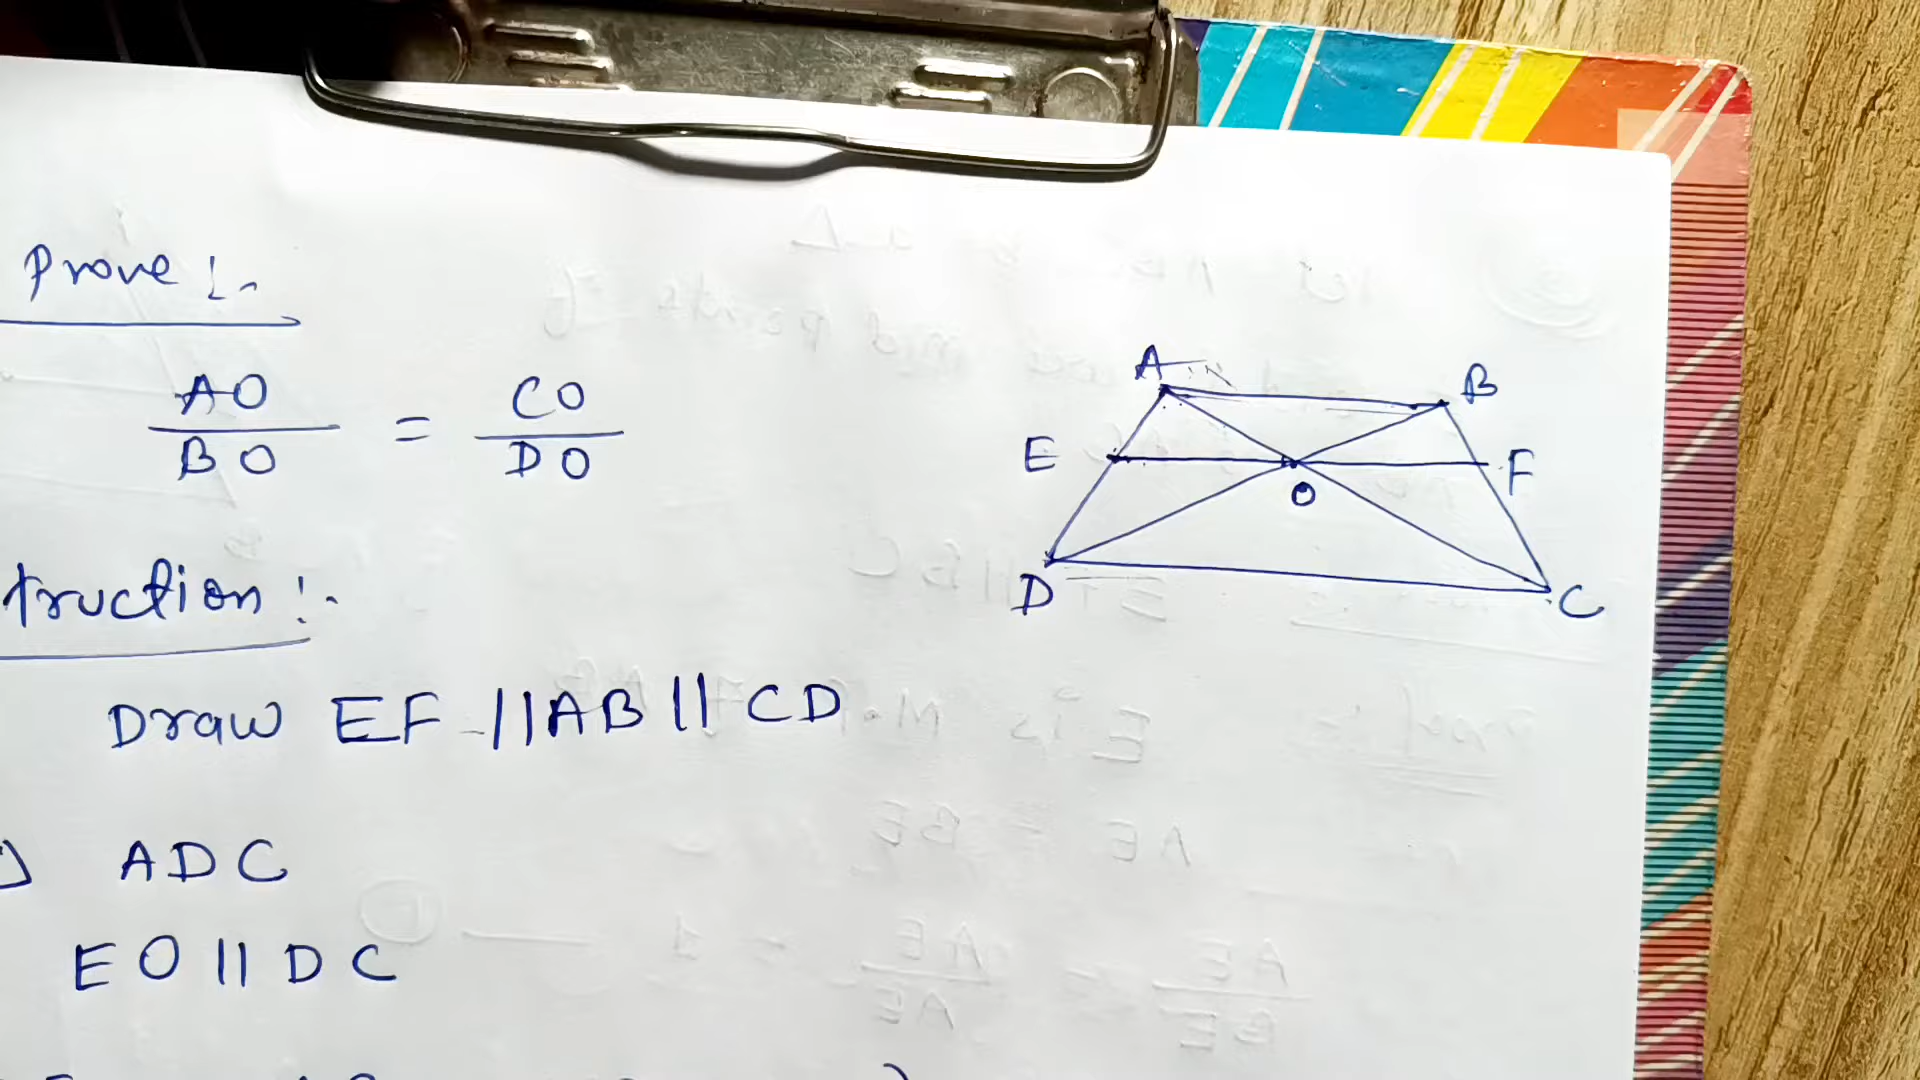 Prove :-
AO / BO = CO / DO
A
B
E
F
O
D
C
truction :-
Draw EF || AB || CD
ADC
EO || DC